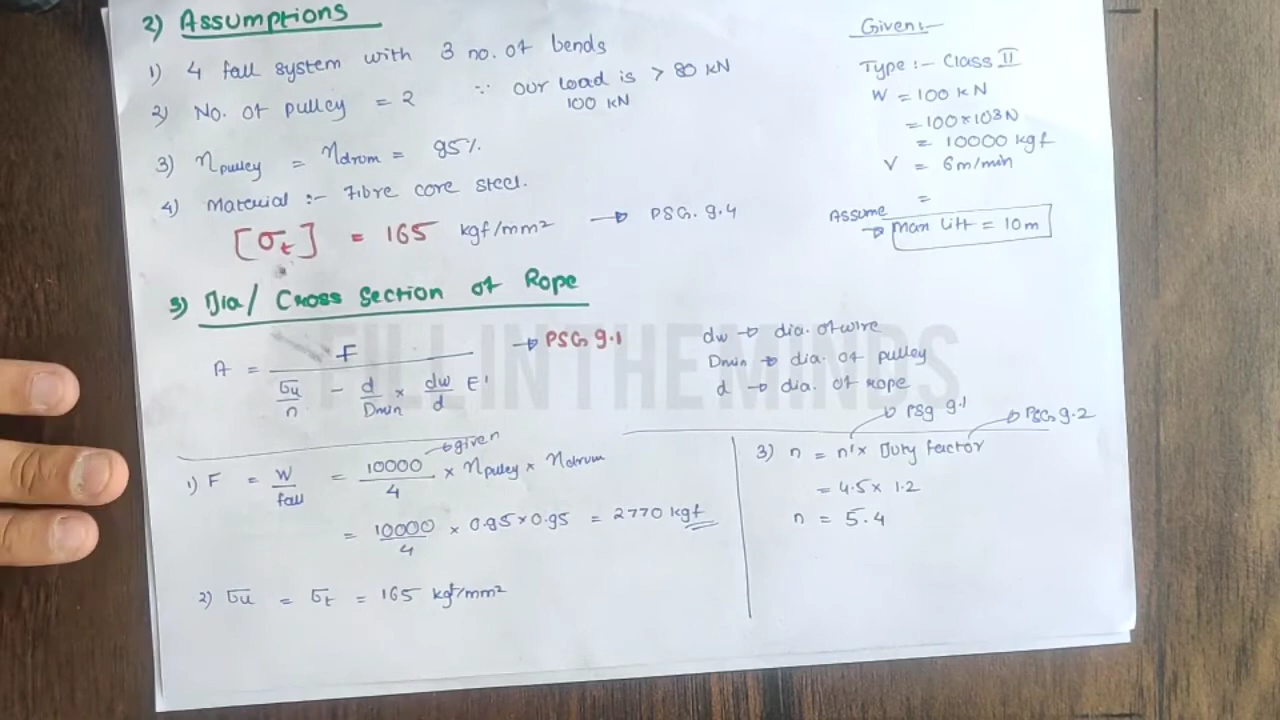 2) Assumptions
1) 4 fall system with 3 no. of bends
2) No. of pulley = 2 ∵ our load is > 80 kN
100 kN
3) ηpulley = ηdrum = 95%
4) Material :- Fibre core steel.
[σt] = 165 kgf/mm² → PSG. 9.4
Given:-
Type :- Class II
W = 100 kN
= 100×103N
= 10000 kgf
V = 6m/min
=
Assume
→ Max Lift = 10m
3) Dia/ Cross Section of Rope
A = F / (σu/n - d/Dmin × dw/d E') → PSG 9.1
dw → dia. of wire
Dmin → dia. of pulley
d → dia. of rope
FILLINTHEMINDS
1) F = W/fall = 10000/4 × ηpulley × ηdrum → given
= 10000/4 × 0.95×0.95 = 2770 kgf
2) σu = σt = 165 kgf/mm²
→ PSG 9.1 → PSG 9.2
3) n = n' × Duty factor
= 4.5 × 1.2
n = 5.4